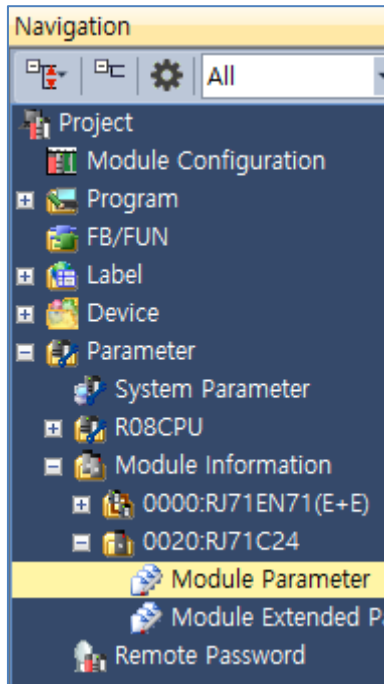 Navigation
All
Project
Module Configuration
Program
FB/FUN
Label
Device
Parameter
System Parameter
R08CPU
Module Information
0000:RJ71EN71(E+E)
0020:RJ71C24
Module Parameter
Module Extended Pa
Remote Password